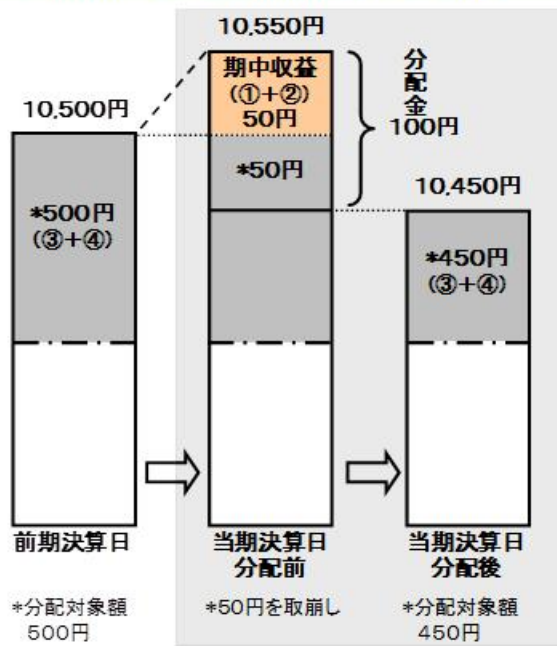 10,550円
期中収益
(①+②)
50円
分配金
100円
10,500円
*50円
10,450円
*500円
(③+④)
*450円
(③+④)
前期決算日
当期決算日
分配前
当期決算日
分配後
*分配対象額
500円
*50円を取崩し
*分配対象額
450円